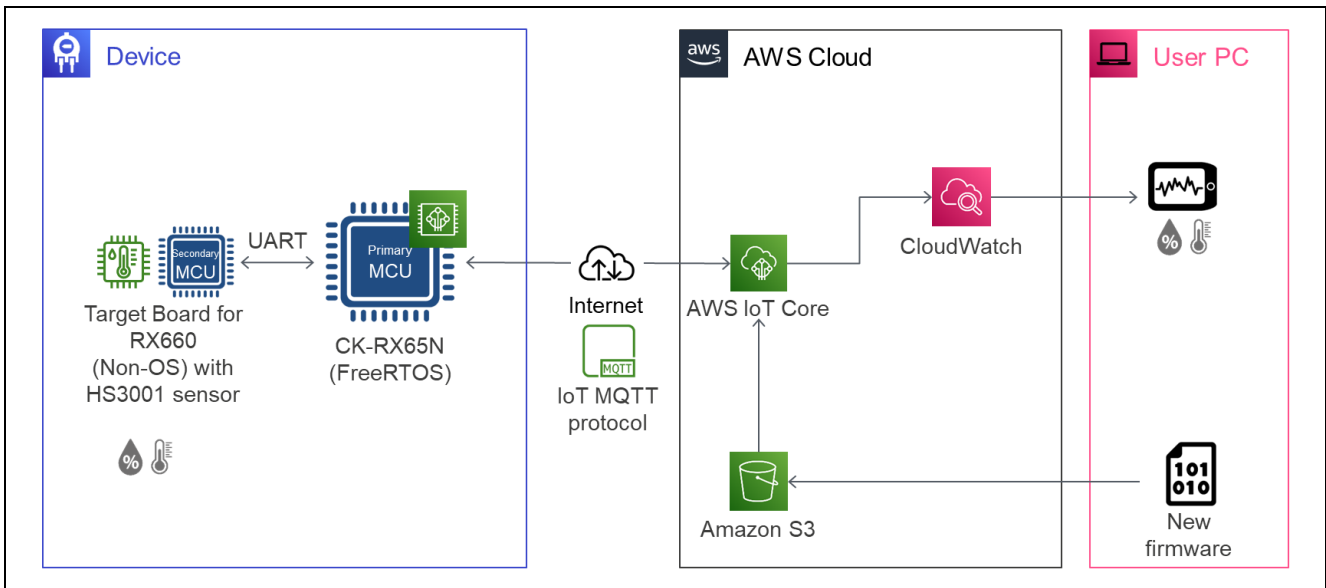 Device
aws
AWS Cloud
User PC
Secondary
MCU
UART
Primary
MCU
Target Board for
RX660
(Non-OS) with
HS3001 sensor
%
CK-RX65N
(FreeRTOS)
Internet
MQTT
IoT MQTT
protocol
AWS IoT Core
CloudWatch
Amazon S3
%
101
010
New
firmware